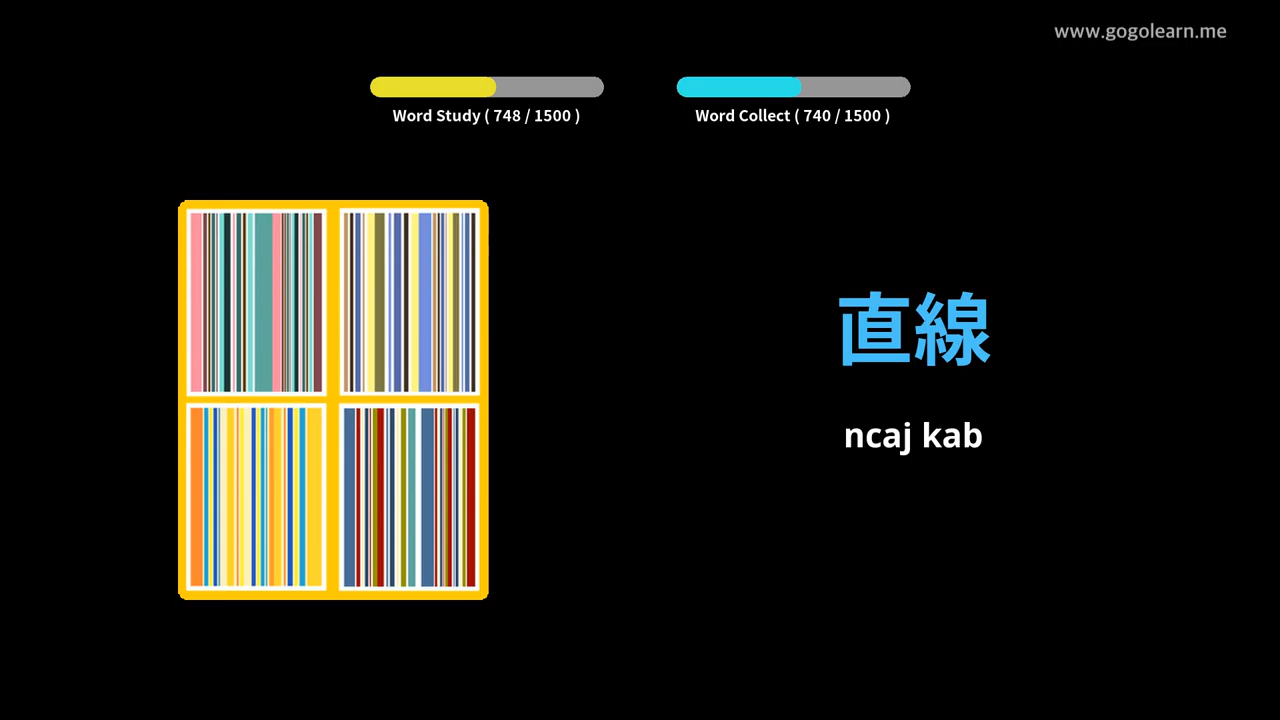 www.gogolearn.me
Word Study ( 748 / 1500 )
Word Collect ( 740 / 1500 )
直線
ncaj kab